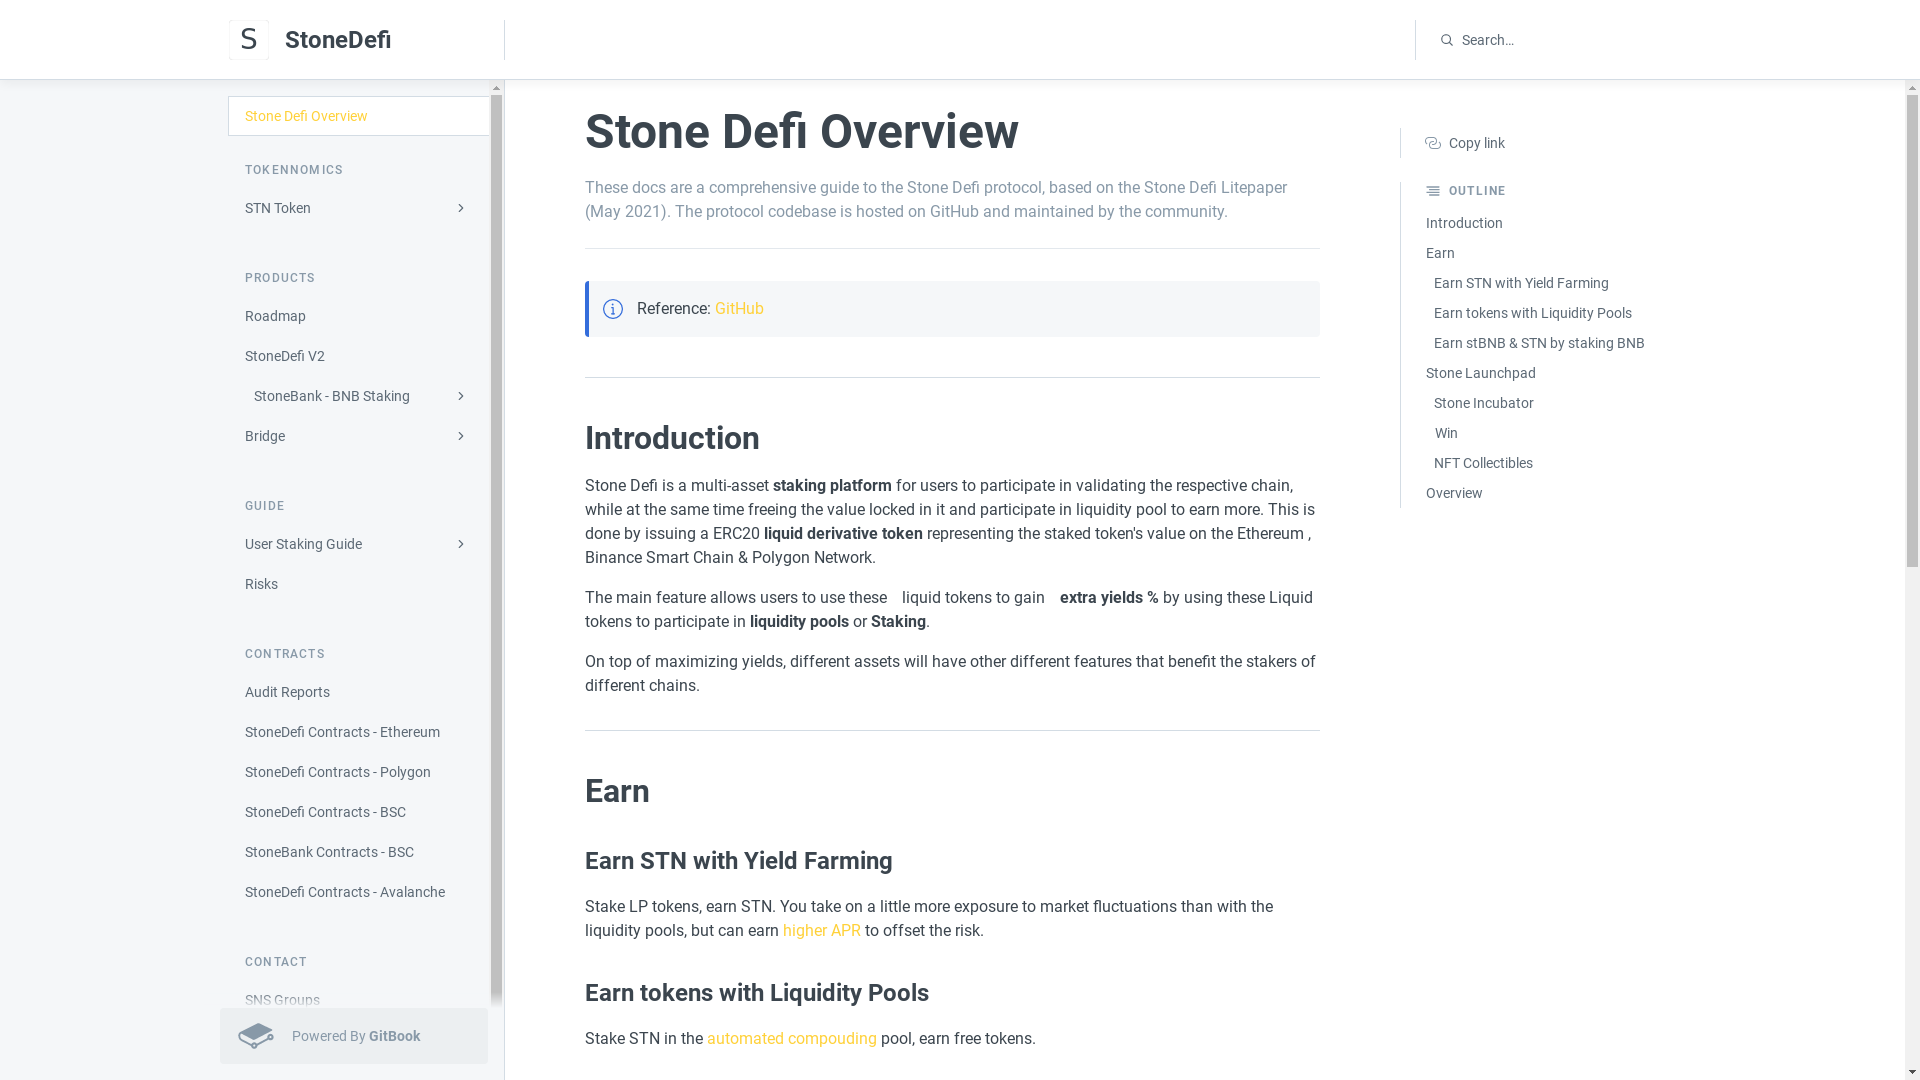 S
StoneDefi
Search…
Stone Defi Overview
TOKENNOMICS
STN Token
PRODUCTS
Roadmap
StoneDefi V2
StoneBank - BNB Staking
Bridge
GUIDE
User Staking Guide
Risks
CONTRACTS
Audit Reports
StoneDefi Contracts - Ethereum
StoneDefi Contracts - Polygon
StoneDefi Contracts - BSC
StoneBank Contracts - BSC
StoneDefi Contracts - Avalanche
CONTACT
SNS Groups
Powered By GitBook
Stone Defi Overview
These docs are a comprehensive guide to the Stone Defi protocol, based on the Stone Defi Litepaper
(May 2021). The protocol codebase is hosted on GitHub and maintained by the community.
Reference: GitHub
Introduction
Stone Defi is a multi-asset staking platform for users to participate in validating the respective chain,
while at the same time freeing the value locked in it and participate in liquidity pool to earn more. This is
done by issuing a ERC20 liquid derivative token representing the staked token's value on the Ethereum ,
Binance Smart Chain & Polygon Network.
The main feature allows users to use these liquid tokens to gain extra yields % by using these Liquid
tokens to participate in liquidity pools or Staking.
On top of maximizing yields, different assets will have other different features that benefit the stakers of
different chains.
Earn
Earn STN with Yield Farming
Stake LP tokens, earn STN. You take on a little more exposure to market fluctuations than with the
liquidity pools, but can earn higher APR to offset the risk.
Earn tokens with Liquidity Pools
Stake STN in the automated compouding pool, earn free tokens.
Copy link
OUTLINE
Introduction
Earn
Earn STN with Yield Farming
Earn tokens with Liquidity Pools
Earn stBNB & STN by staking BNB
Stone Launchpad
Stone Incubator
Win
NFT Collectibles
Overview